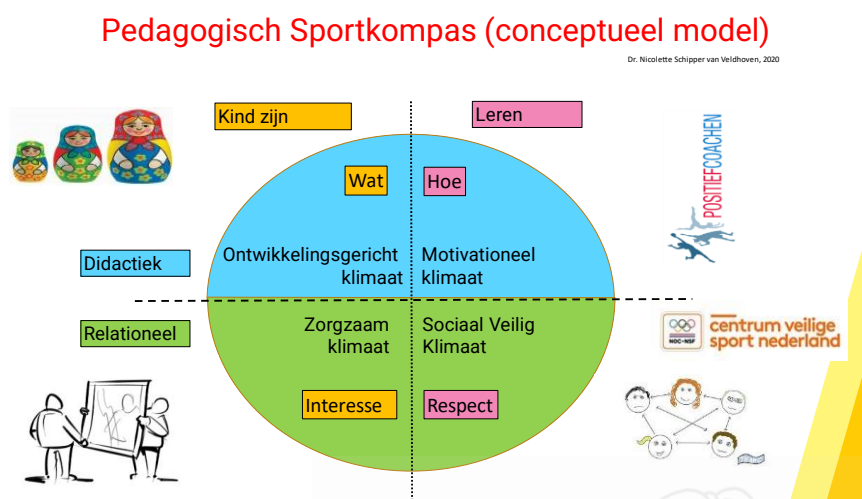 Pedagogisch Sportkompas (conceptueel model)
Dr. Nicolette Schipper van Veldhoven, 2020
Kind zijn
Leren
Wat
Hoe
POSITIEFCOACHEN
Didactiek
Ontwikkelingsgericht
klimaat
Motivationeel
klimaat
Relationeel
Zorgzaam
klimaat
Sociaal Veilig
Klimaat
NOC*NSF
centrum veilige
sport nederland
Interesse
Respect